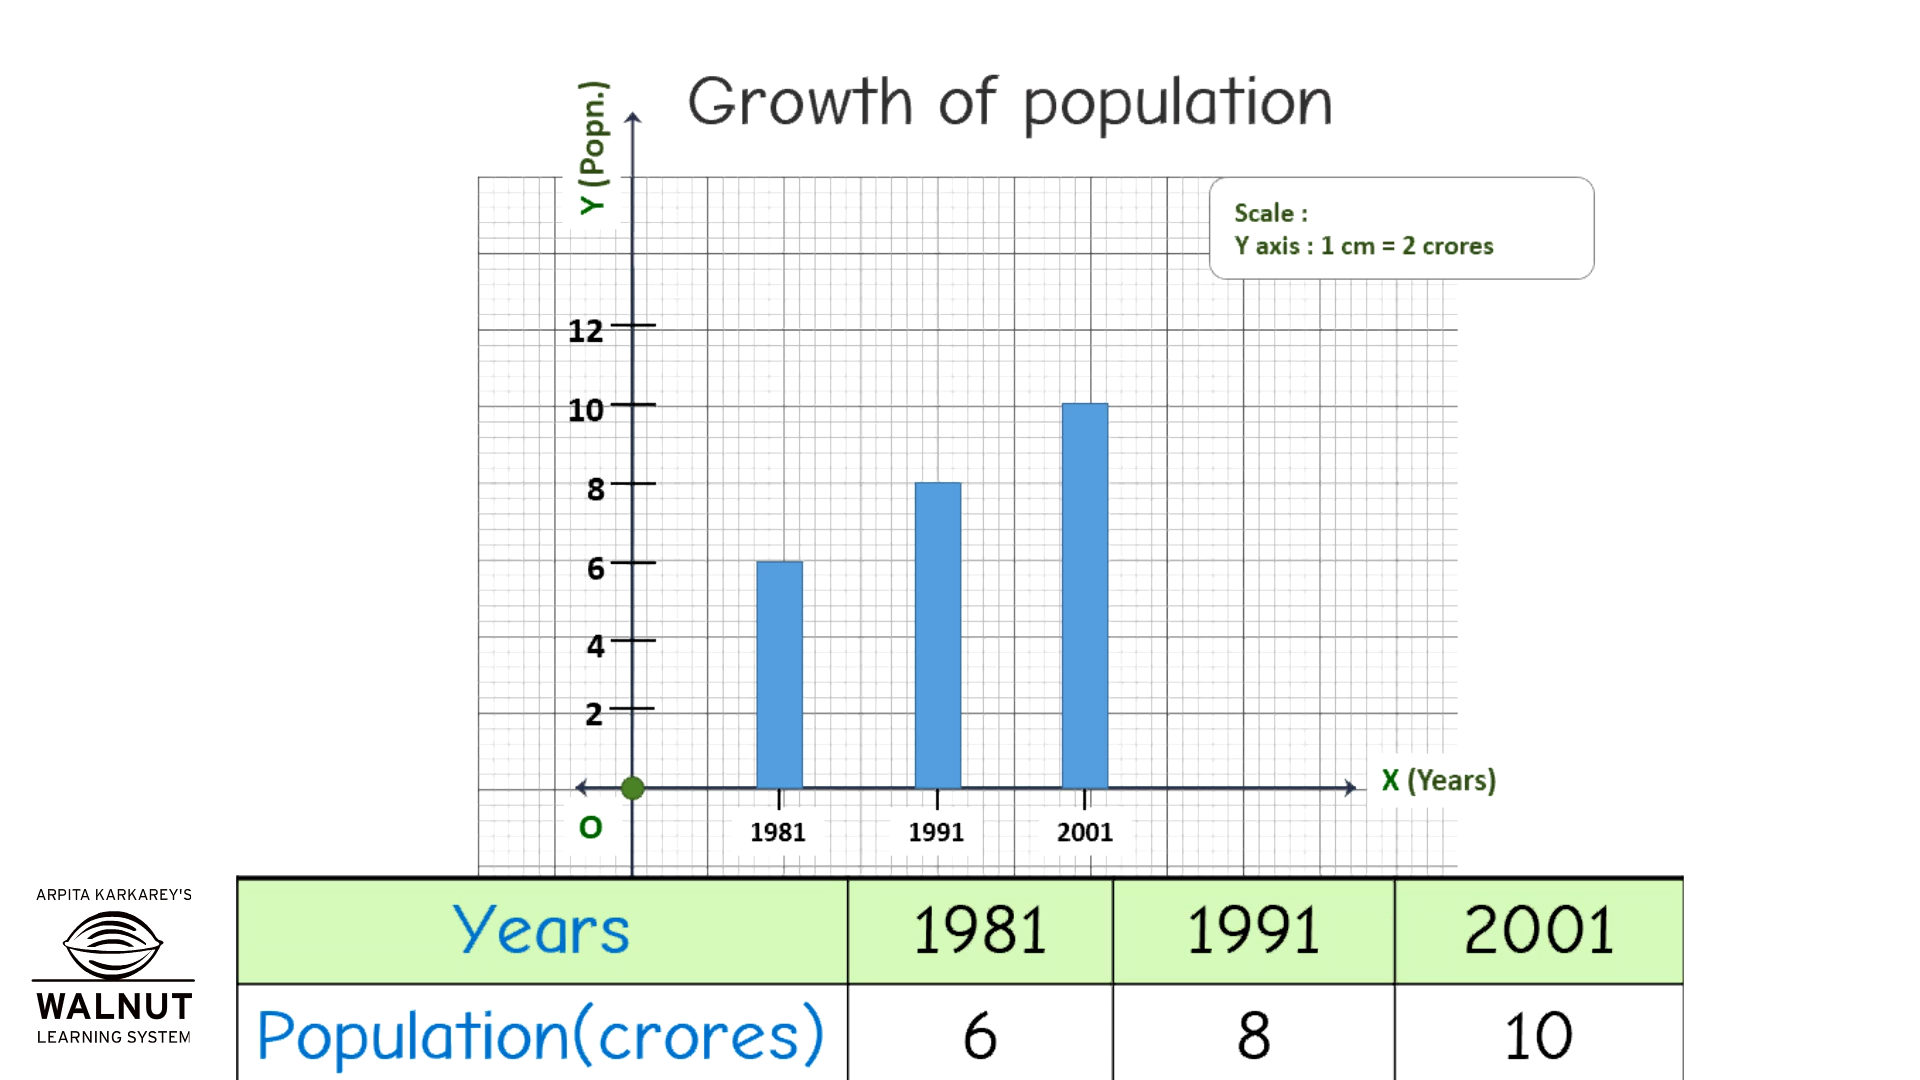 Growth of population
Y (Popn.)
Scale :
Y axis : 1 cm = 2 crores
12
10
8
6
4
2
X (Years)
O
1981 1991 2001
ARPITA KARKAREY'S
WALNUT
LEARNING SYSTEM
Years 1981 1991 2001
Population(crores) 6 8 10